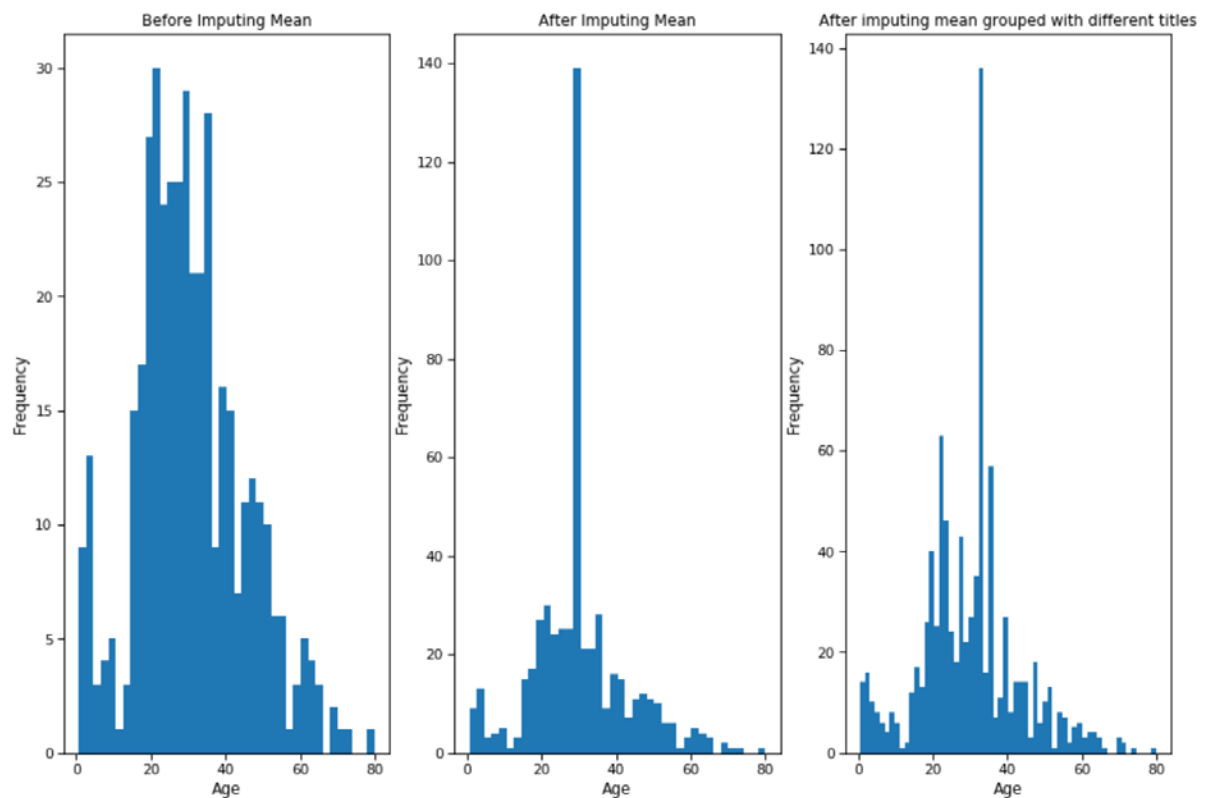 Before Imputing Mean
30
25
20
15
10
5
0
Frequency
0 20 40 60 80
Age
After Imputing Mean
140
120
100
80
60
40
20
0
Frequency
0 20 40 60 80
Age
After imputing mean grouped with different titles
140
120
100
80
60
40
20
0
Frequency
0 20 40 60 80
Age